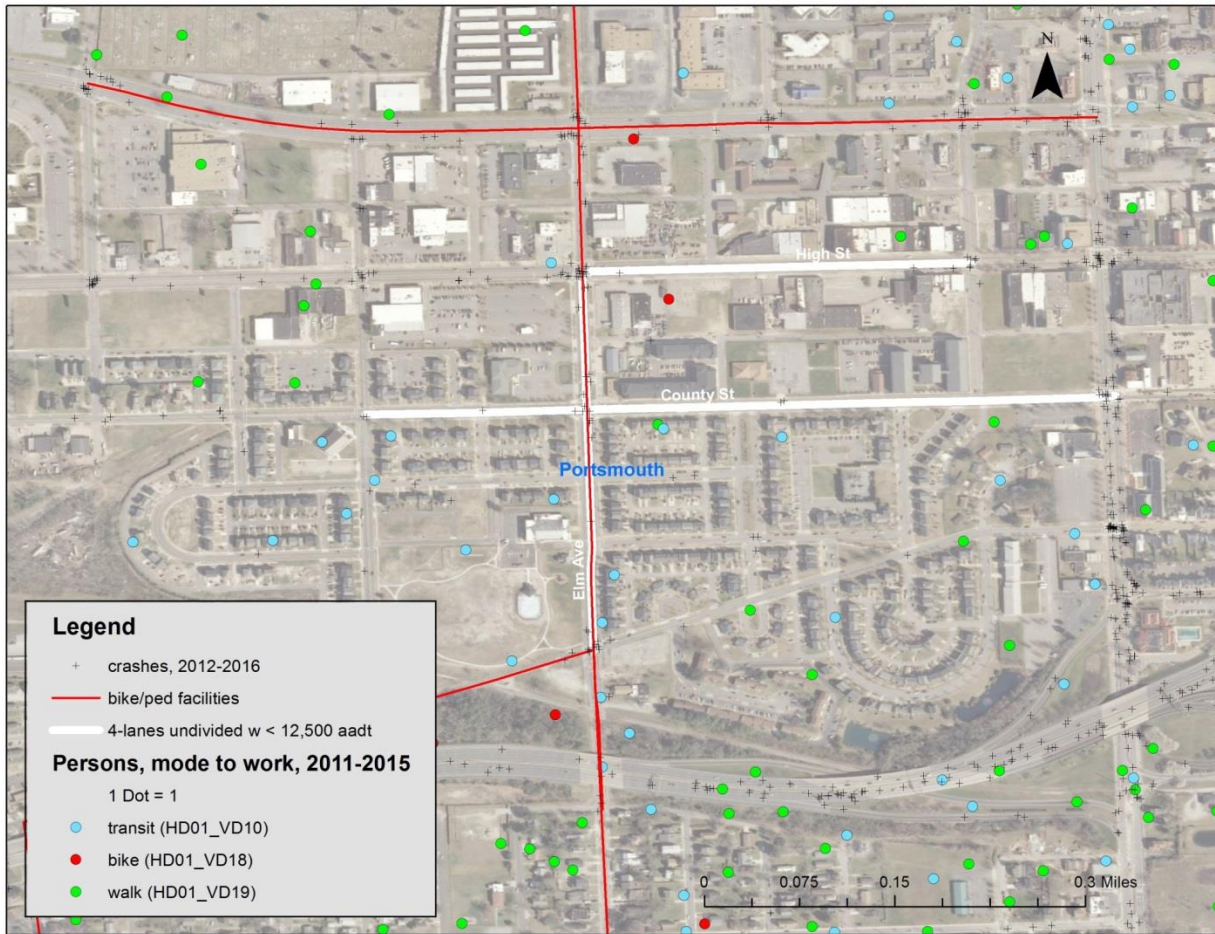 N
High St
County St
Portsmouth
Elm Ave
Legend
crashes, 2012-2016
bike/ped facilities
4-lanes undivided w < 12,500 aadt
Persons, mode to work, 2011-2015
1 Dot = 1
transit (HD01_VD10)
bike (HD01_VD18)
walk (HD01_VD19)
0 0.075 0.15 0.3 Miles